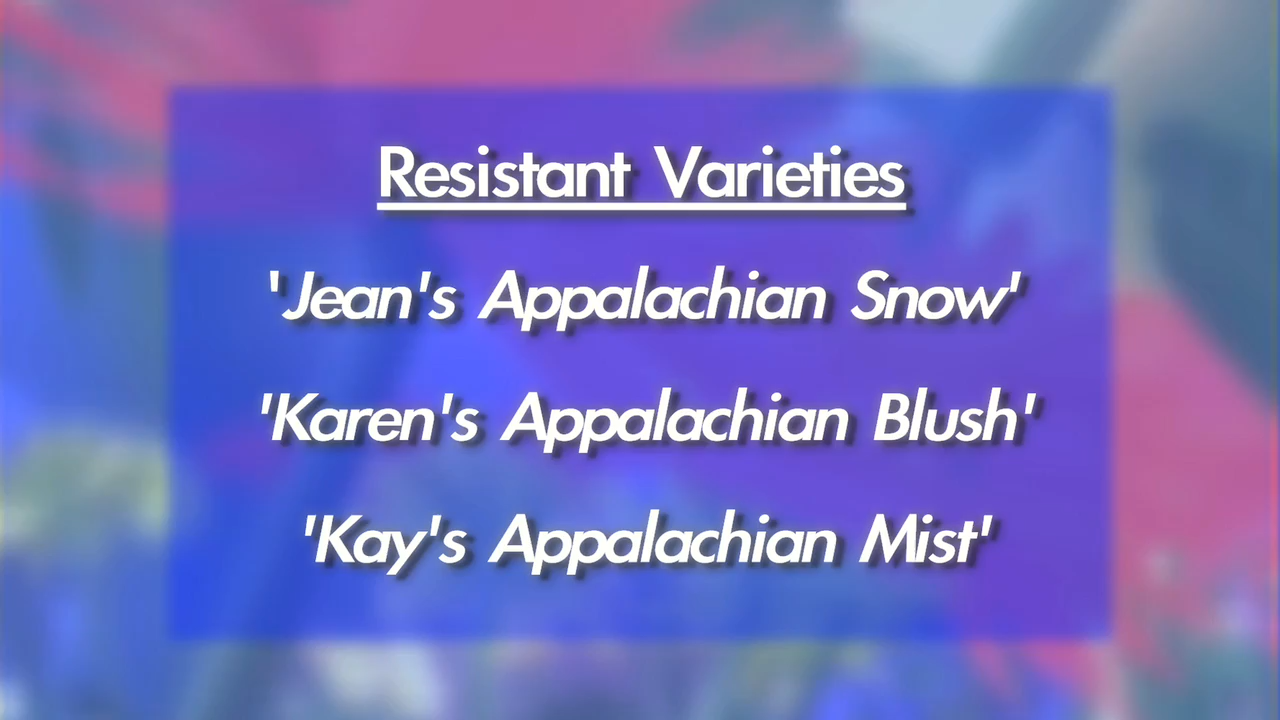 Resistant Varieties
'Jean's Appalachian Snow'
'Karen's Appalachian Blush'
'Kay's Appalachian Mist'